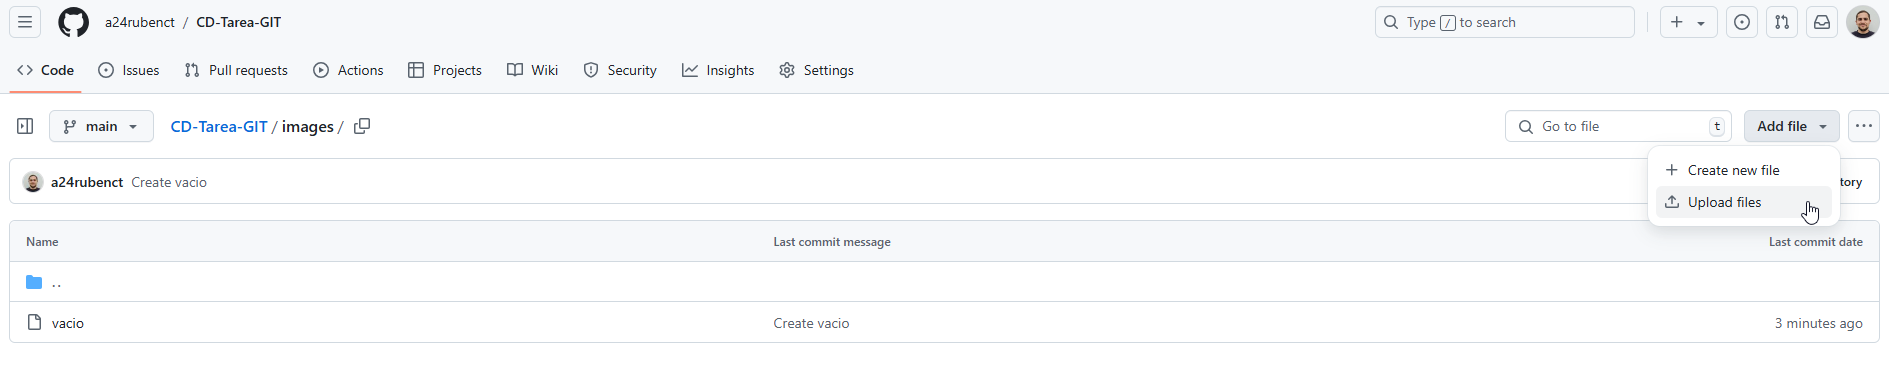 a24rubenct / CD-Tarea-GIT Type / to search
Code Issues Pull requests Actions Projects Wiki Security Insights Settings
main CD-Tarea-GIT / images / Go to file t Add file
Create new file
a24rubenct Create vacio tory
Upload files
Name Last commit message Last commit date
..
vacio Create vacio 3 minutes ago